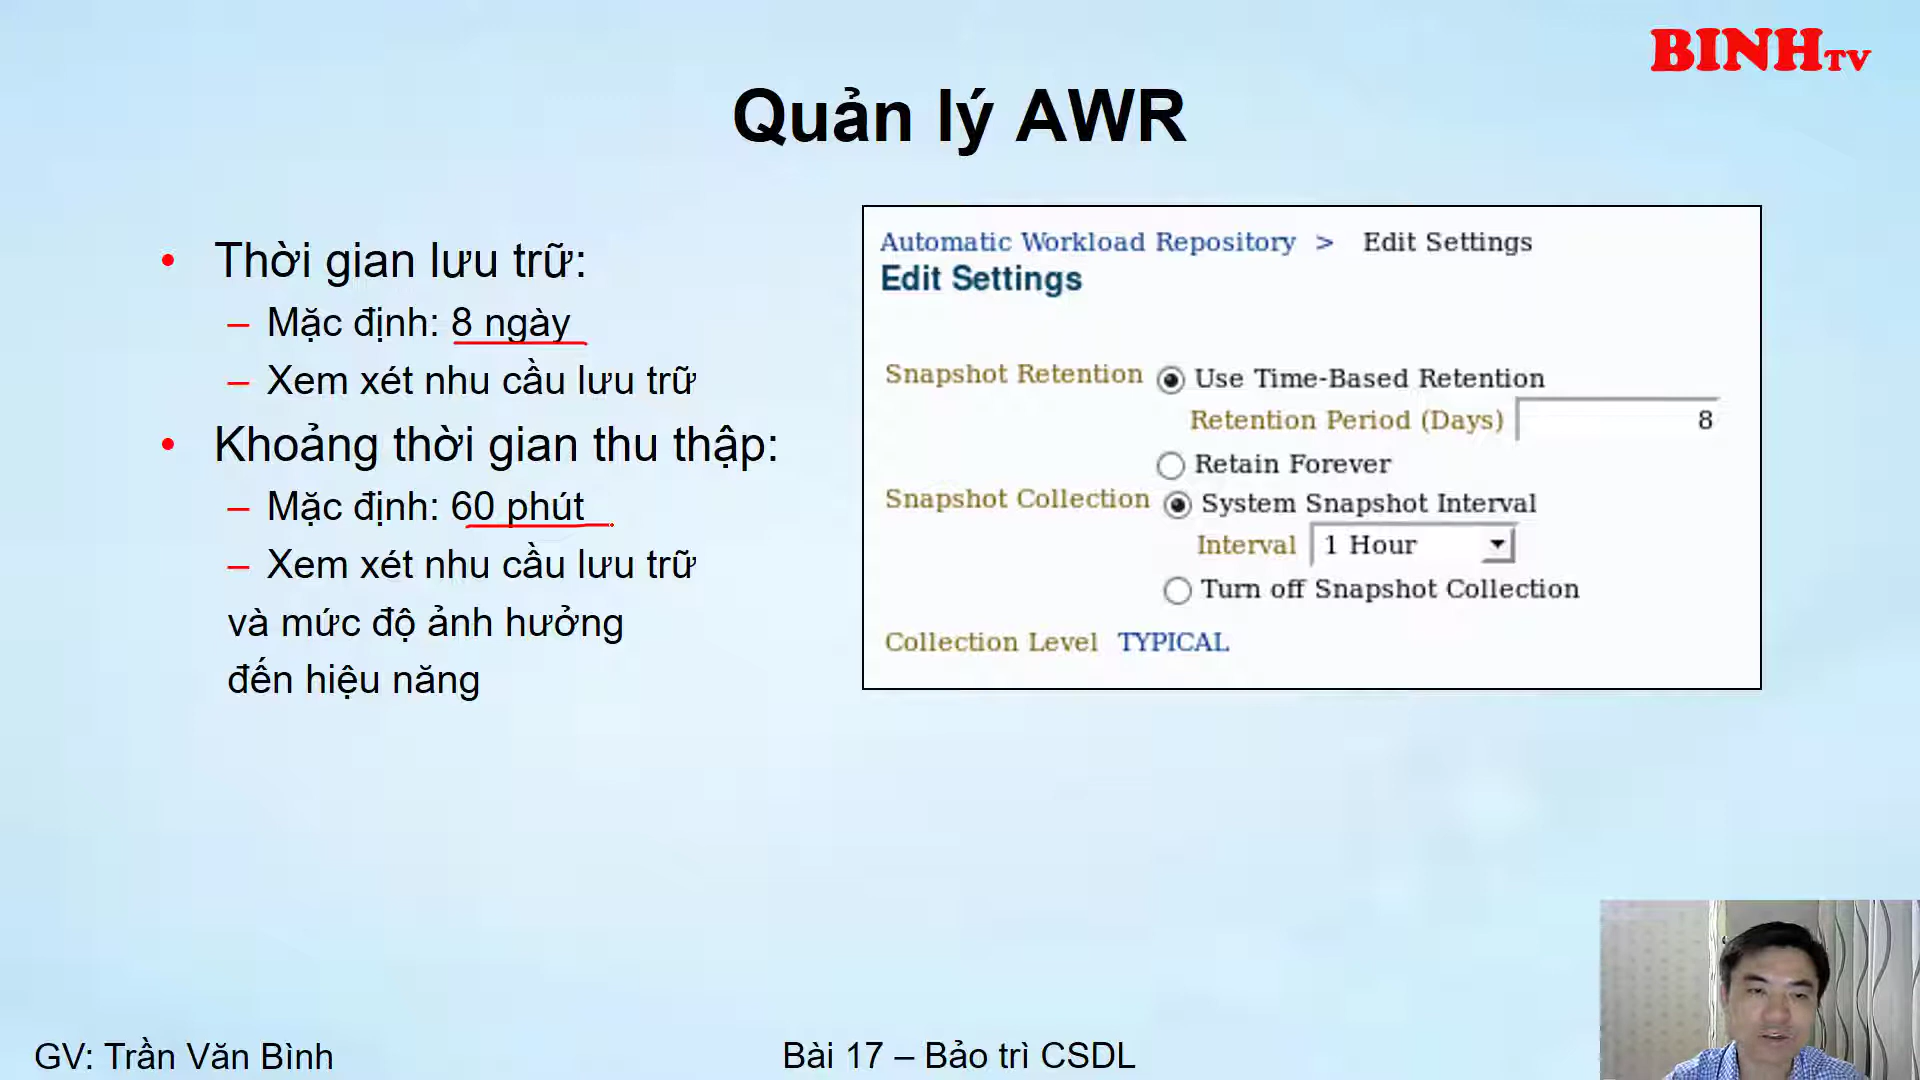 BINHTV
Quản lý AWR
• Thời gian lưu trữ:
– Mặc định: 8 ngày
– Xem xét nhu cầu lưu trữ
• Khoảng thời gian thu thập:
– Mặc định: 60 phút
– Xem xét nhu cầu lưu trữ
và mức độ ảnh hưởng
đến hiệu năng
Automatic Workload Repository > Edit Settings
Edit Settings
Snapshot Retention Use Time-Based Retention
Retention Period (Days) 8
Retain Forever
Snapshot Collection System Snapshot Interval
Interval 1 Hour
Turn off Snapshot Collection
Collection Level TYPICAL
GV: Trần Văn Bình
Bài 17 – Bảo trì CSDL